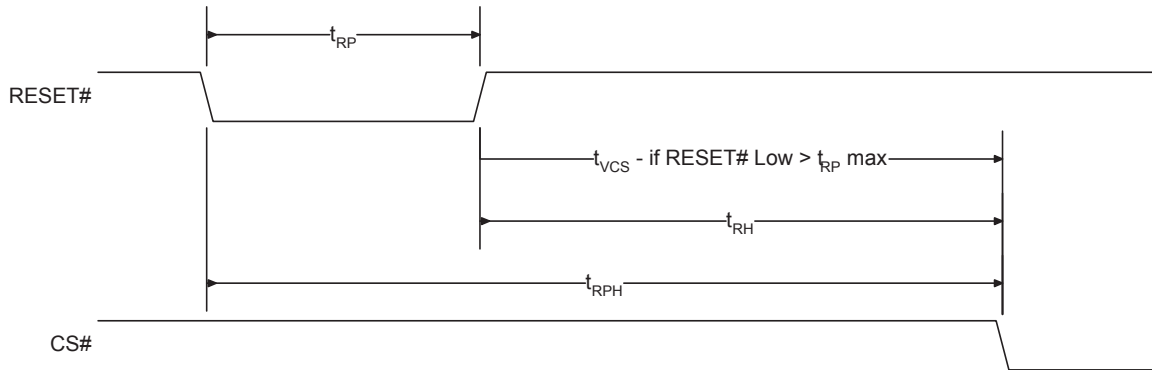 tRP
RESET#
tVCS - if RESET# Low > tRP max
tRH
tRPH
CS#